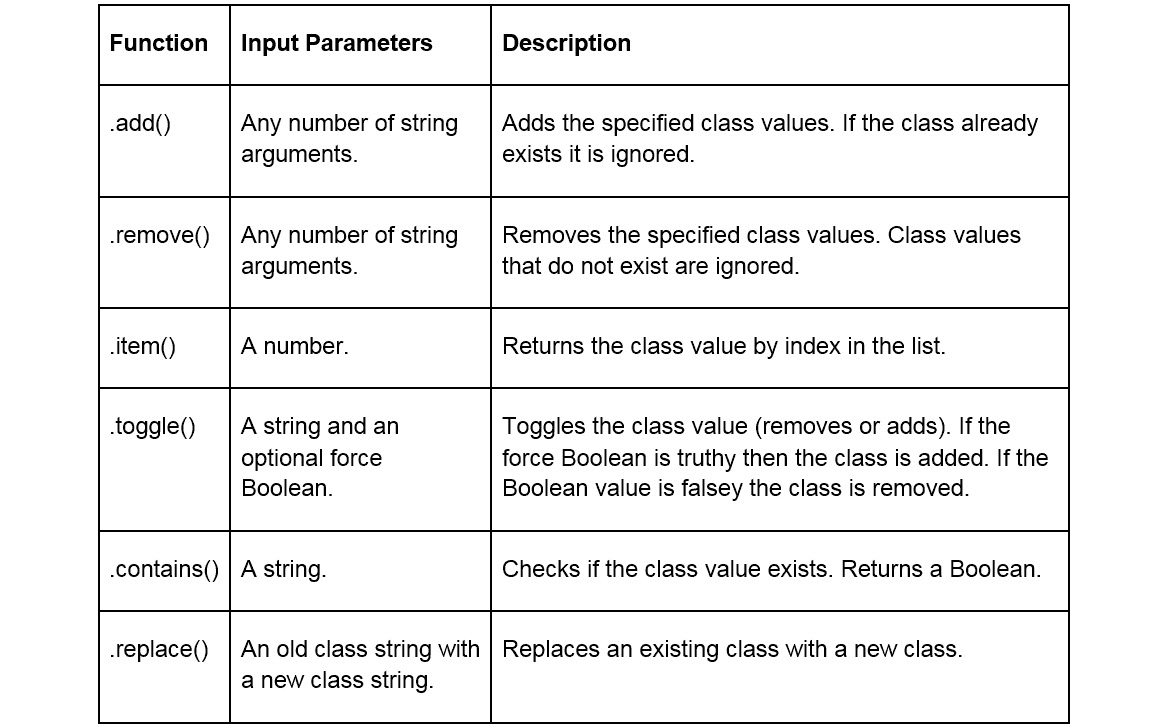 Function Input Parameters Description
.add() Any number of string Adds the specified class values. If the class already
arguments. exists it is ignored.
.remove() Any number of string Removes the specified class values. Class values
arguments. that do not exist are ignored.
.item() A number. Returns the class value by index in the list.
.toggle() A string and an Toggles the class value (removes or adds). If the
optional force force Boolean is truthy then the class is added. If the
Boolean. Boolean value is falsey the class is removed.
.contains() A string. Checks if the class value exists. Returns a Boolean.
.replace() An old class string with Replaces an existing class with a new class.
a new class string.